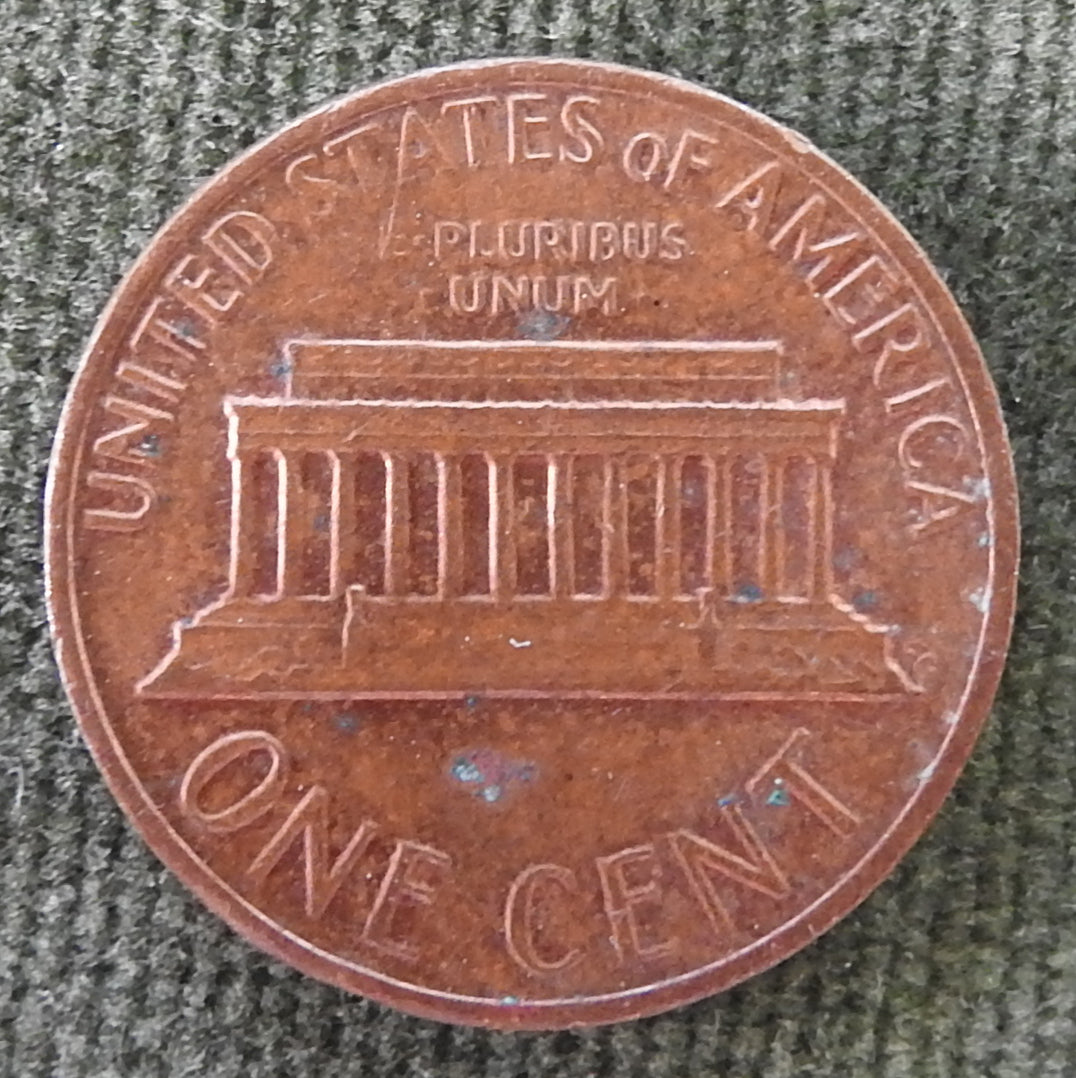 UNITED STATES OF AMERICA
PLURIBUS
UNUM
ONE CENT